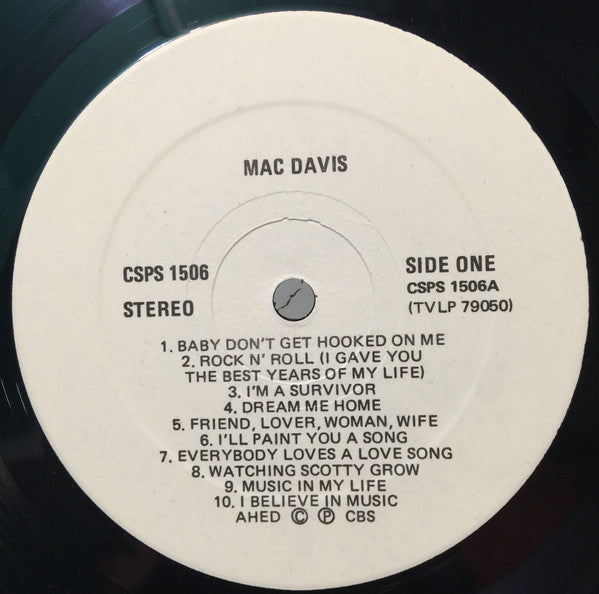 MAC DAVIS
CSPS 1506
STEREO
SIDE ONE
CSPS 1506A
(TVLP 79050)
1. BABY DON'T GET HOOKED ON ME
2. ROCK N' ROLL (I GAVE YOU
THE BEST YEARS OF MY LIFE)
3. I'M A SURVIVOR
4. DREAM ME HOME
5. FRIEND, LOVER, WOMAN, WIFE
6. I'LL PAINT YOU A SONG
7. EVERYBODY LOVES A LOVE SONG
8. WATCHING SCOTTY GROW
9. MUSIC IN MY LIFE
10. I BELIEVE IN MUSIC
AHED © ℗ CBS